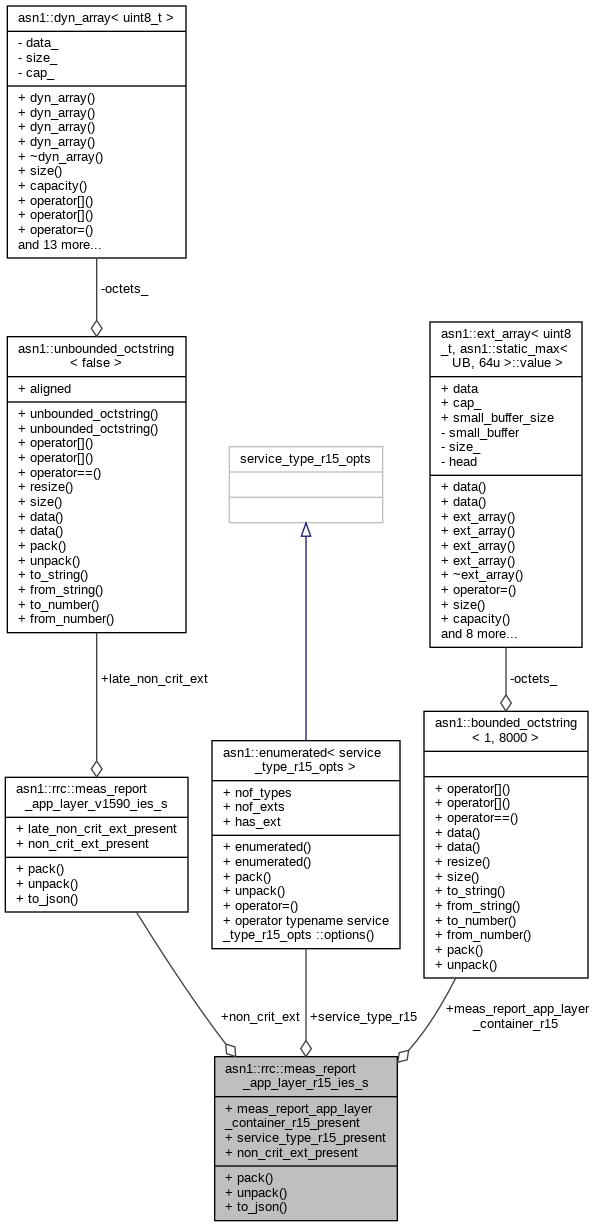 asn1::dyn_array< uint8_t >
- data_
- size_
- cap_
+ dyn_array()
+ dyn_array()
+ dyn_array()
+ dyn_array()
+ ~dyn_array()
+ size()
+ capacity()
+ operator[]()
+ operator[]()
+ operator=()
and 13 more...
-octets_
asn1::unbounded_octstring
< false >
+ aligned
+ unbounded_octstring()
+ unbounded_octstring()
+ operator[]()
+ operator[]()
+ operator==()
+ resize()
+ size()
+ data()
+ data()
+ pack()
+ unpack()
+ to_string()
+ from_string()
+ to_number()
+ from_number()
+late_non_crit_ext
asn1::rrc::meas_report
_app_layer_v1590_ies_s
+ late_non_crit_ext_present
+ non_crit_ext_present
+ pack()
+ unpack()
+ to_json()
+non_crit_ext
service_type_r15_opts
asn1::enumerated< service
_type_r15_opts >
+ nof_types
+ nof_exts
+ has_ext
+ enumerated()
+ enumerated()
+ pack()
+ unpack()
+ operator=()
+ operator typename service
_type_r15_opts ::options()
+service_type_r15
asn1::ext_array< uint8
_t, asn1::static_max<
UB, 64u >::value >
+ data
+ cap_
+ small_buffer_size
- small_buffer
- size_
- head
+ data()
+ data()
+ ext_array()
+ ext_array()
+ ext_array()
+ ext_array()
+ ~ext_array()
+ operator=()
+ size()
+ capacity()
and 8 more...
-octets_
asn1::bounded_octstring
< 1, 8000 >
+ operator[]()
+ operator[]()
+ operator==()
+ data()
+ data()
+ resize()
+ size()
+ to_string()
+ from_string()
+ to_number()
+ from_number()
+ pack()
+ unpack()
+meas_report_app_layer
_container_r15
asn1::rrc::meas_report
_app_layer_r15_ies_s
+ meas_report_app_layer
_container_r15_present
+ service_type_r15_present
+ non_crit_ext_present
+ pack()
+ unpack()
+ to_json()